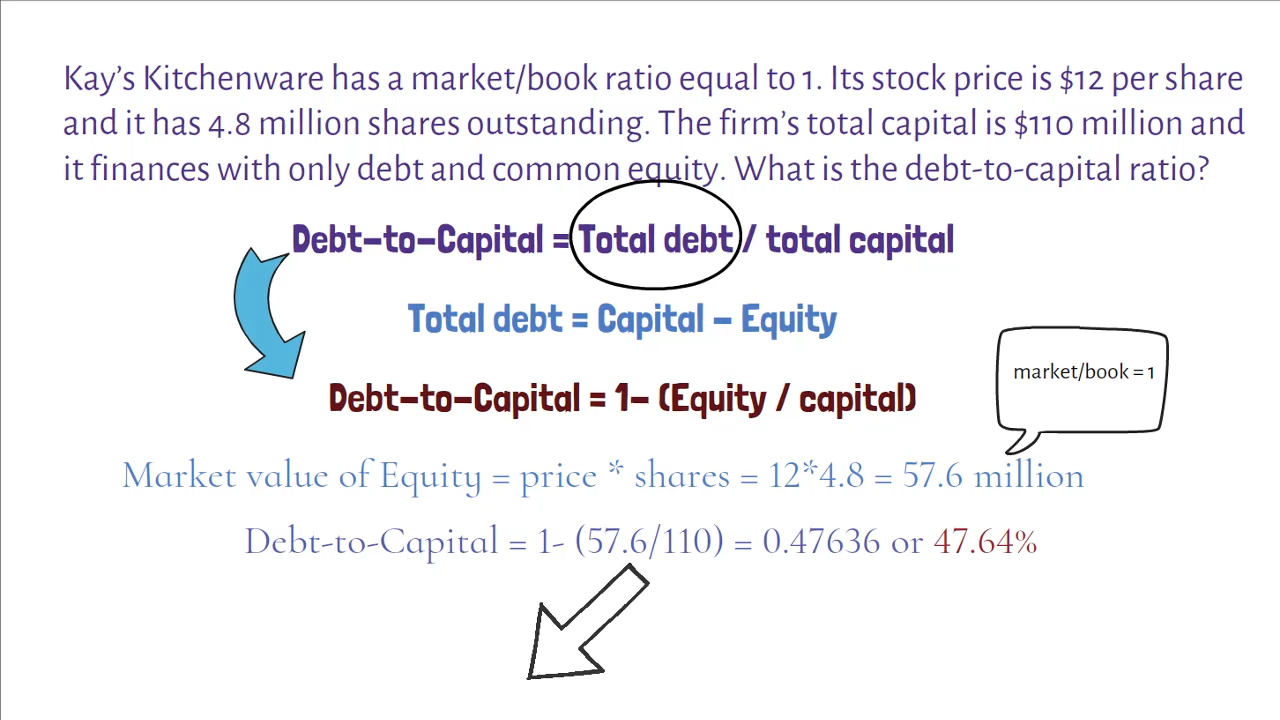 Kay's Kitchenware has a market/book ratio equal to 1. Its stock price is $12 per share
and it has 4.8 million shares outstanding. The firm's total capital is $110 million and
it finances with only debt and common equity. What is the debt-to-capital ratio?
Debt-to-Capital = Total debt / total capital
Total debt = Capital - Equity
market/book = 1
Debt-to-Capital = 1- (Equity / capital)
Market value of Equity = price * shares = 12*4.8 = 57.6 million
Debt-to-Capital = 1- (57.6/110) = 0.47636 or 47.64%